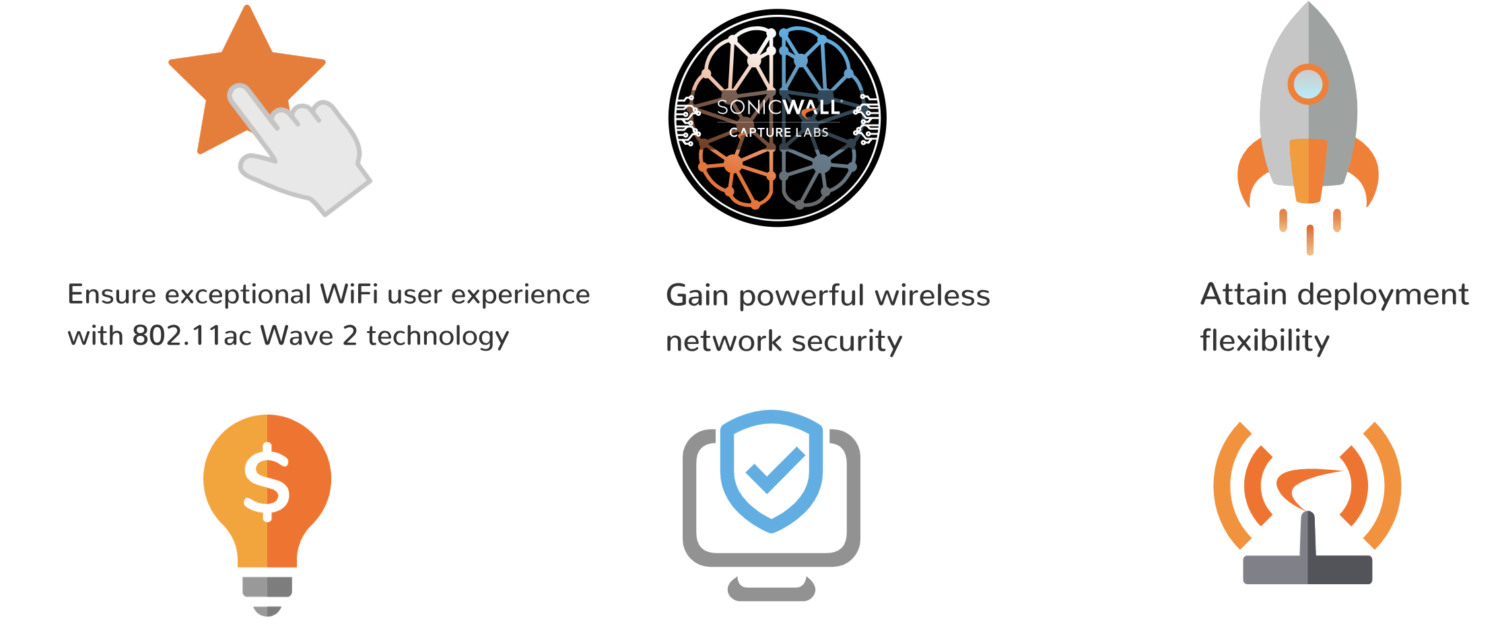 SONICWALL
CAPTURE LABS
Ensure exceptional WiFi user experience
with 802.11ac Wave 2 technology
Gain powerful wireless
network security
Attain deployment
flexibility
$